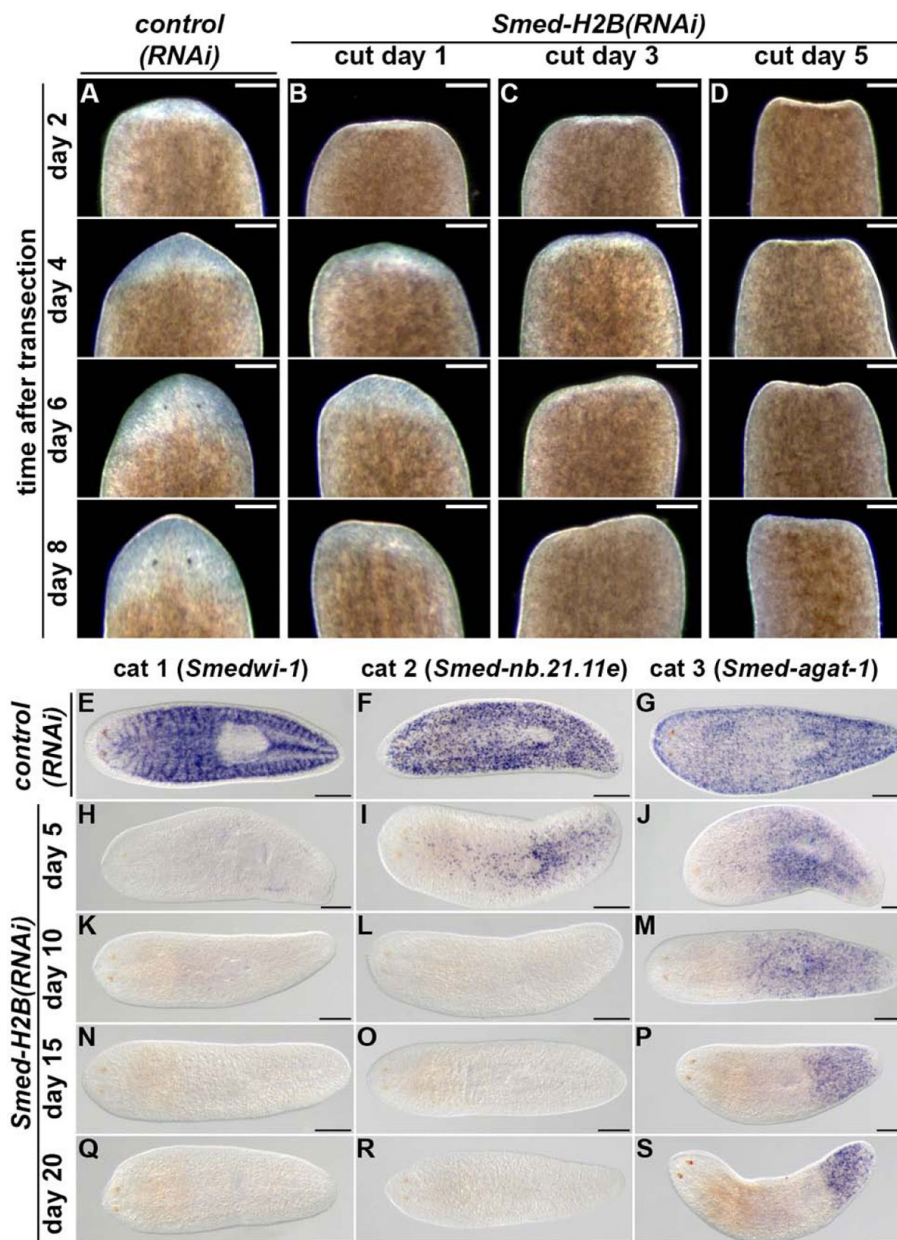 control
(RNAi)
Smed-H2B(RNAi)
cut day 1
cut day 3
cut day 5
time after transection
day 2
A
B
C
D
day 4
day 6
day 8
cat 1 (Smedwi-1)
cat 2 (Smed-nb.21.11e)
cat 3 (Smed-agat-1)
control
(RNAi)
E
F
G
Smed-H2B(RNAi)
day 5
H
I
J
day 10
K
L
M
day 15
N
O
P
day 20
Q
R
S